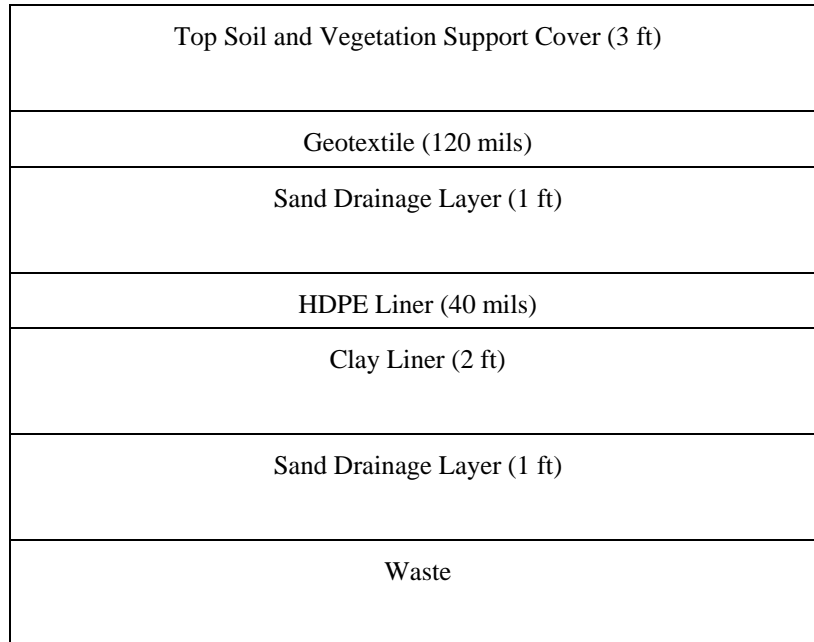 Top Soil and Vegetation Support Cover (3 ft)
Geotextile (120 mils)
Sand Drainage Layer (1 ft)
HDPE Liner (40 mils)
Clay Liner (2 ft)
Sand Drainage Layer (1 ft)
Waste